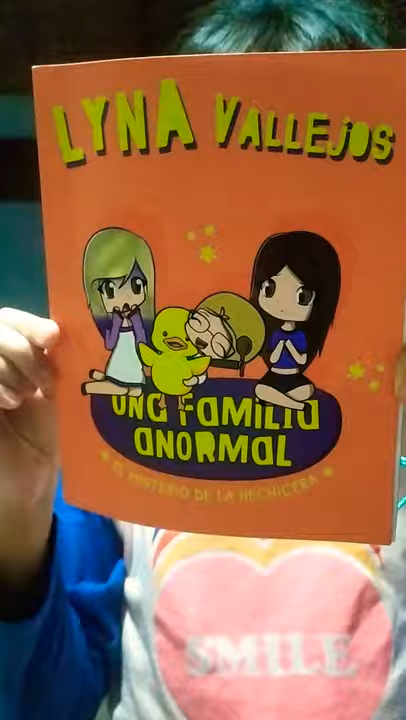 LYNA VALLEJOS
UNA FAMILIA
ANORMAL
EL MISTERIO DE LA HECHICERA
SMILE